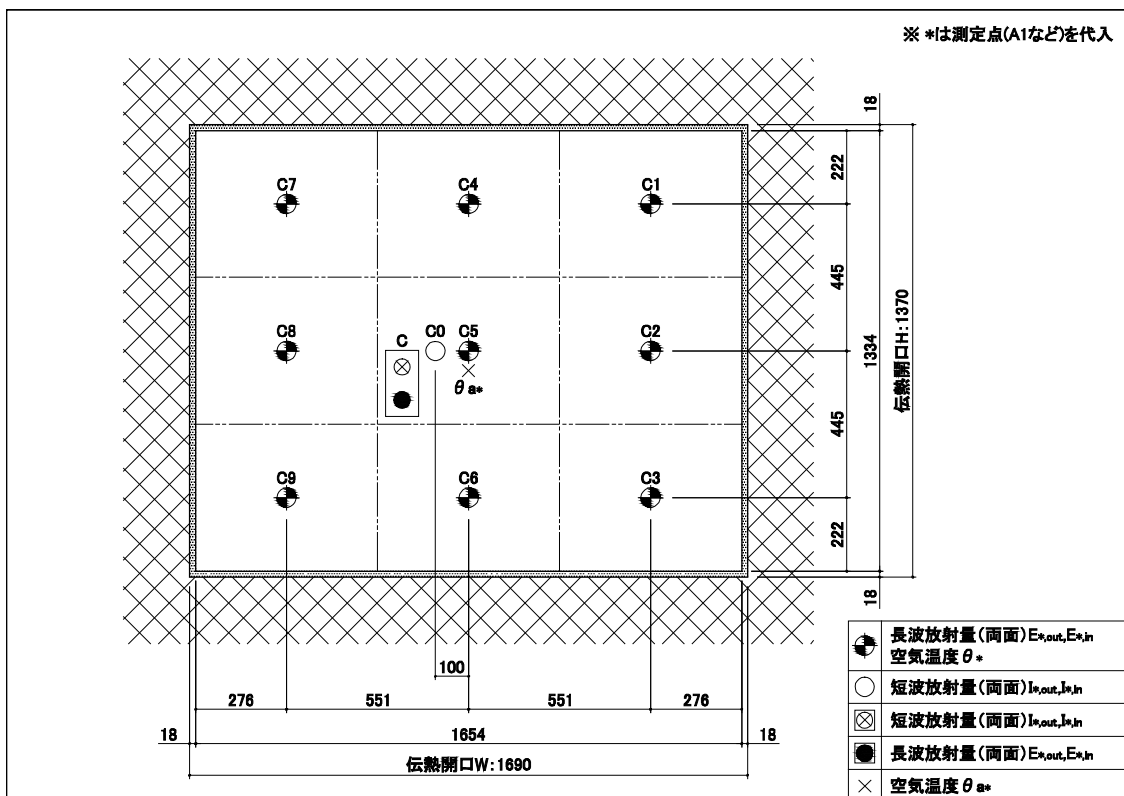 ※ *は測定点(A1など)を代入
18
C7 C4 C1
222
445
C8 C C0 C5 C2
θ a*
1334
伝熱開口H:1370
445
C9 C6 C3
222
18
100
276 551 551 276
18 1654 18
伝熱開口W:1690
長波放射量(両面)E*,out,E*,in
空気温度θ*
短波放射量(両面)I*,out,I*,in
短波放射量(両面)I*,out,I*,in
長波放射量(両面)E*,out,E*,in
空気温度θ a*